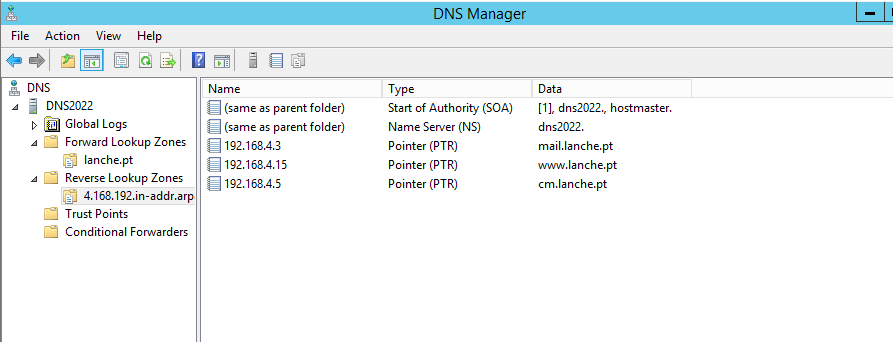 DNS Manager
File Action View Help
DNS
DNS2022
Global Logs
Forward Lookup Zones
lanche.pt
Reverse Lookup Zones
4.168.192.in-addr.arp
Trust Points
Conditional Forwarders
Name Type Data
(same as parent folder) Start of Authority (SOA) [1], dns2022., hostmaster.
(same as parent folder) Name Server (NS) dns2022.
192.168.4.3 Pointer (PTR) mail.lanche.pt
192.168.4.15 Pointer (PTR) www.lanche.pt
192.168.4.5 Pointer (PTR) cm.lanche.pt